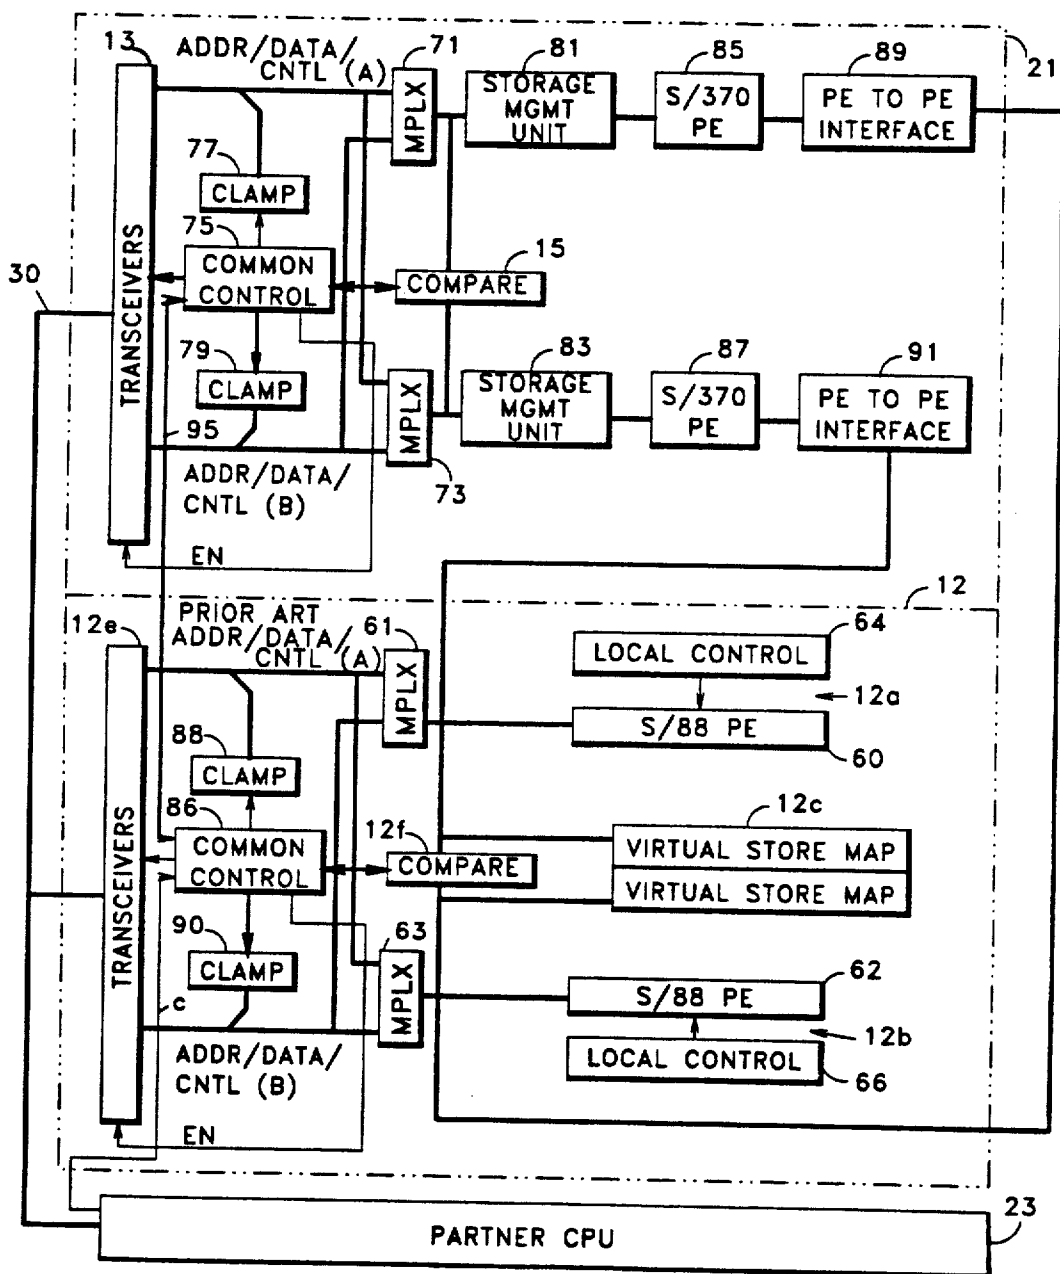 13
ADDR/DATA/
CNTL (A)
71
81
85
89
21
MPLX
STORAGE
MGMT
UNIT
S/370
PE
PE TO PE
INTERFACE
77
CLAMP
75
COMMON
CONTROL
15
COMPARE
30
TRANSCEIVERS
79
CLAMP
83
87
91
MPLX
STORAGE
MGMT
UNIT
S/370
PE
PE TO PE
INTERFACE
95
73
ADDR/DATA/
CNTL (B)
EN
12
PRIOR ART
12e
ADDR/DATA/
CNTL (A)
61
64
MPLX
LOCAL CONTROL
12a
88
CLAMP
S/88 PE
60
86
COMMON
CONTROL
12f
COMPARE
12c
VIRTUAL STORE MAP
VIRTUAL STORE MAP
TRANSCEIVERS
90
CLAMP
63
MPLX
62
S/88 PE
c
12b
LOCAL CONTROL
66
ADDR/DATA/
CNTL (B)
EN
23
PARTNER CPU